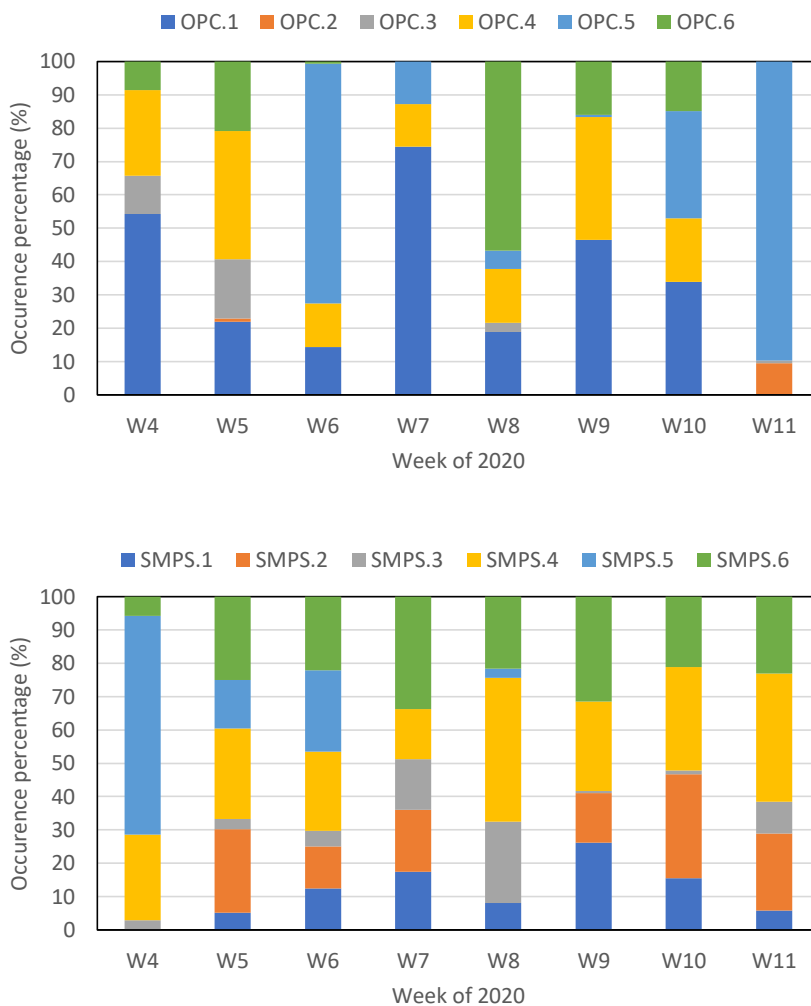 OPC.1 OPC.2 OPC.3 OPC.4 OPC.5 OPC.6
100
90
80
70
60
50
40
30
20
10
0
Occurence percentage (%)
W4 W5 W6 W7 W8 W9 W10 W11
Week of 2020
SMPS.1 SMPS.2 SMPS.3 SMPS.4 SMPS.5 SMPS.6
100
90
80
70
60
50
40
30
20
10
0
Occurence percentage (%)
W4 W5 W6 W7 W8 W9 W10 W11
Week of 2020